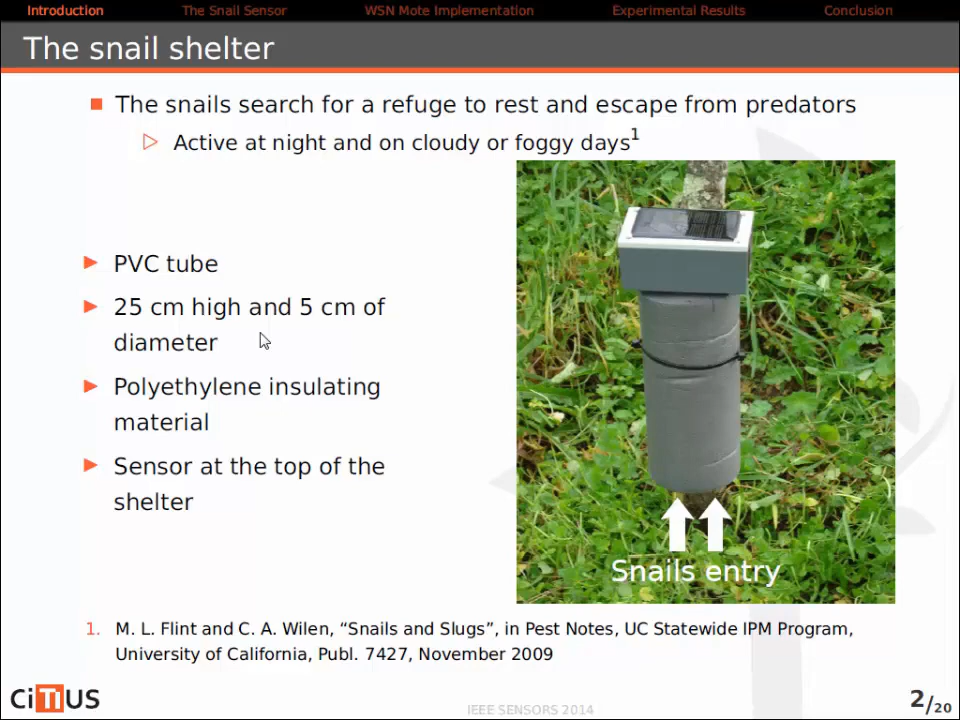 Introduction The Snail Sensor WSN Mote Implementation Experimental Results Conclusion
The snail shelter
The snails search for a refuge to rest and escape from predators
Active at night and on cloudy or foggy days1
PVC tube
25 cm high and 5 cm of
diameter
Polyethylene insulating
material
Sensor at the top of the
shelter
Snails entry
1. M. L. Flint and C. A. Wilen, “Snails and Slugs”, in Pest Notes, UC Statewide IPM Program,
University of California, Publ. 7427, November 2009
CiTIUS
IEEE SENSORS 2014
2/20